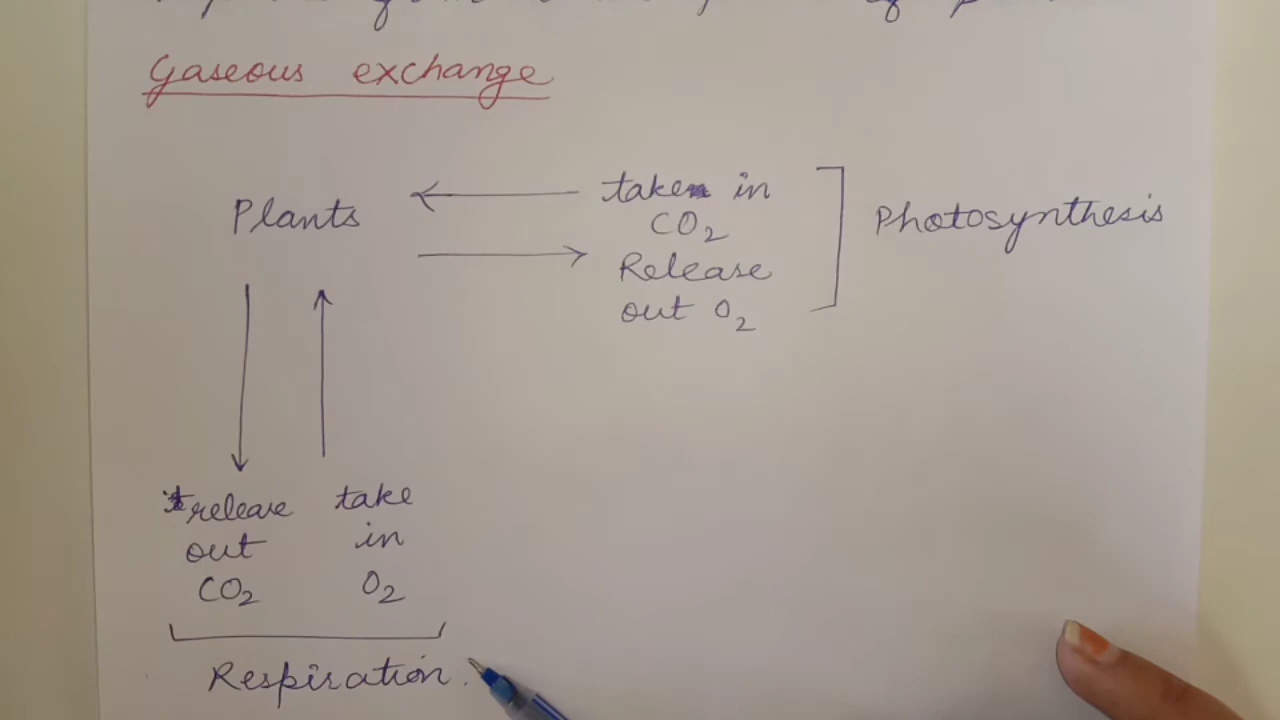 Gaseous exchange
Plants
take in
CO2
Release
out O2
Photosynthesis
release
out
CO2
take
in
O2
Respiration.